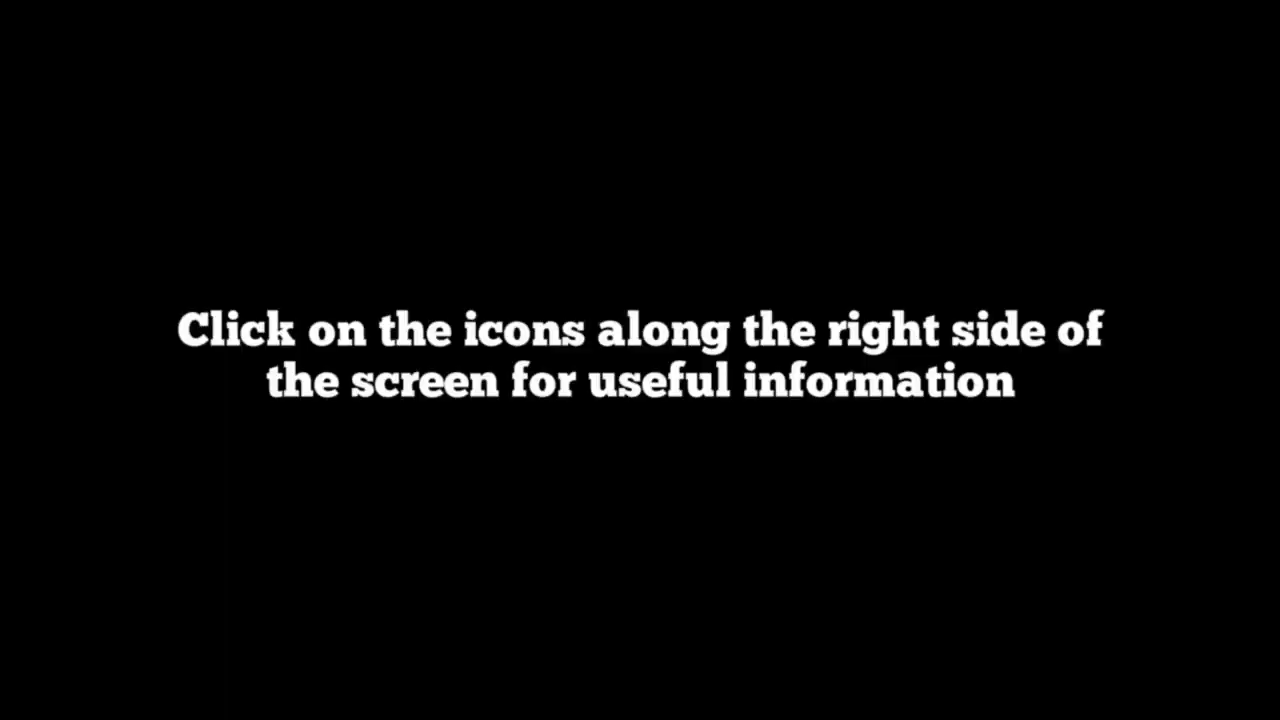 Click on the icons along the right side of
the screen for useful information